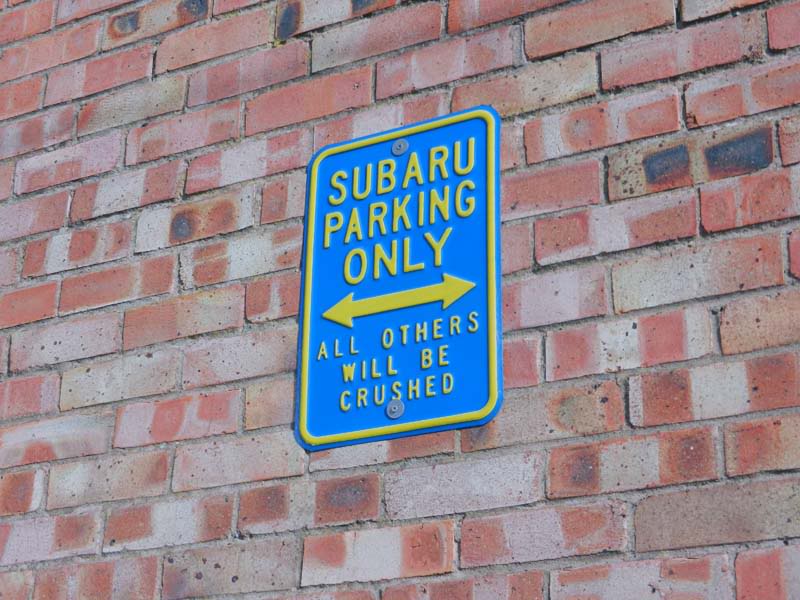 SUBARU
PARKING
ONLY
ALL OTHERS
WILL BE
CRUSHED